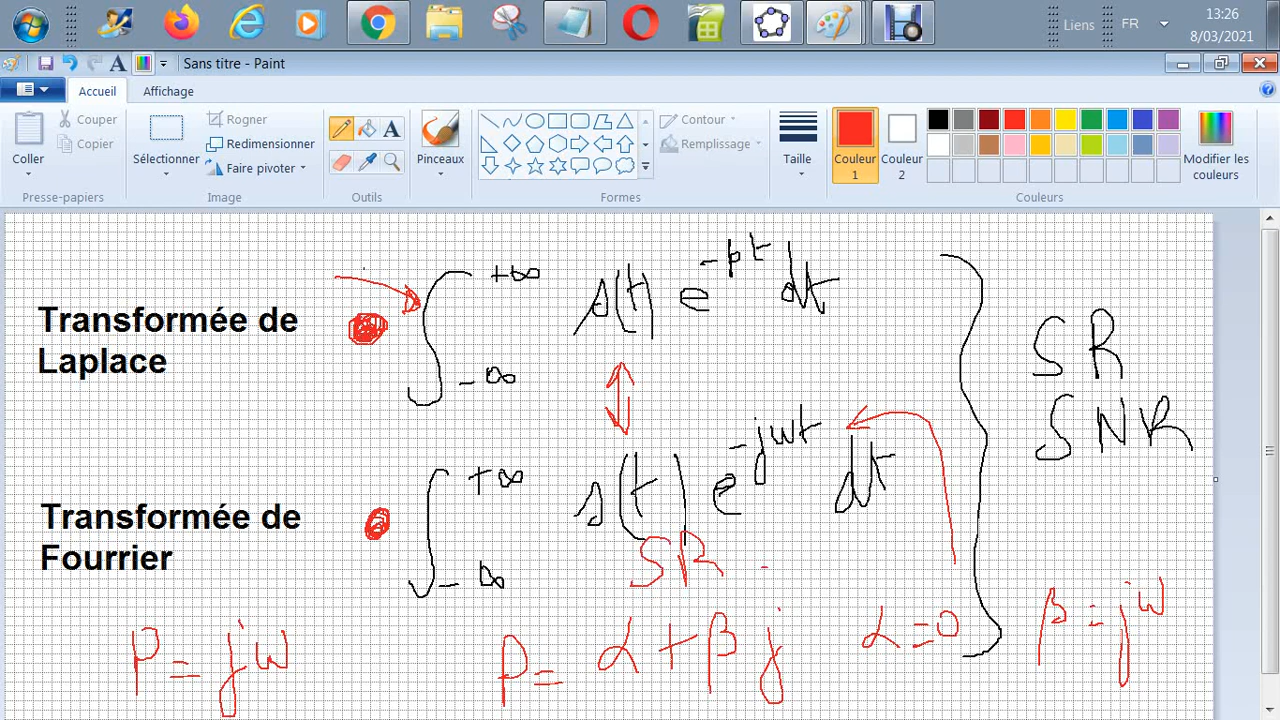 13:26
Liens FR
8/03/2021
Sans titre - Paint
Accueil Affichage
Coller
Couper
Copier
Presse-papiers
Sélectionner
Rogner
Redimensionner
Faire pivoter
Image
A
Outils
Pinceaux
Contour
Remplissage
Formes
Taille
Couleur 1
Couleur 2
Modifier les couleurs
Couleurs
Transformée de
Laplace
∫ +∞ -∞ s(t) e^-pt dt
SR
SNR
Transformée de
Fourrier
∫ +∞ -∞ s(t) e^-jwt dt
SR
P = jw
P = α + βj
α = 0
β = jw